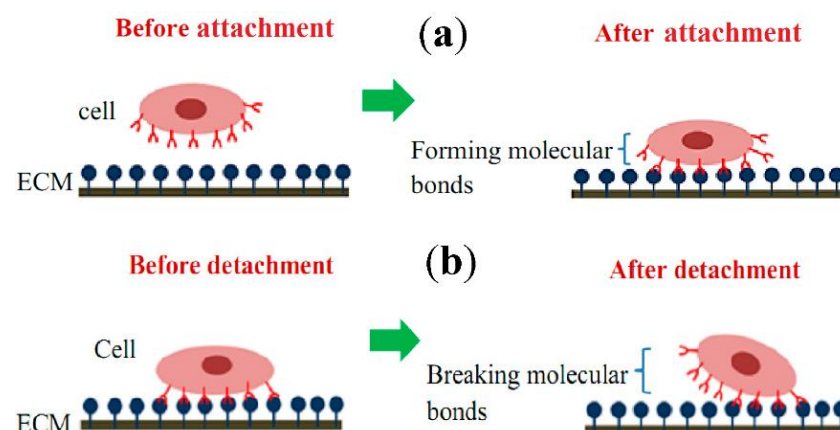 Before attachment
(a)
After attachment
cell
ECM
Forming molecular
bonds
Before detachment
(b)
After detachment
Cell
ECM
Breaking molecular
bonds